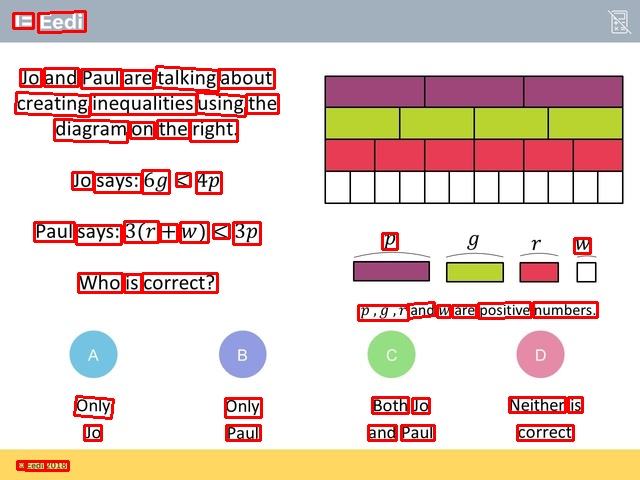 Eedi
Jo and Paul are talking about
creating inequalities using the
diagram on the right.
Jo says: 6g < 4p
Paul says: 3(r + w) < 3p
Who is correct?
p g r w
p , g , r and w are positive numbers.
A B C D
Only Jo
Only Paul
Both Jo and Paul
Neither is correct
© Eedi 2018